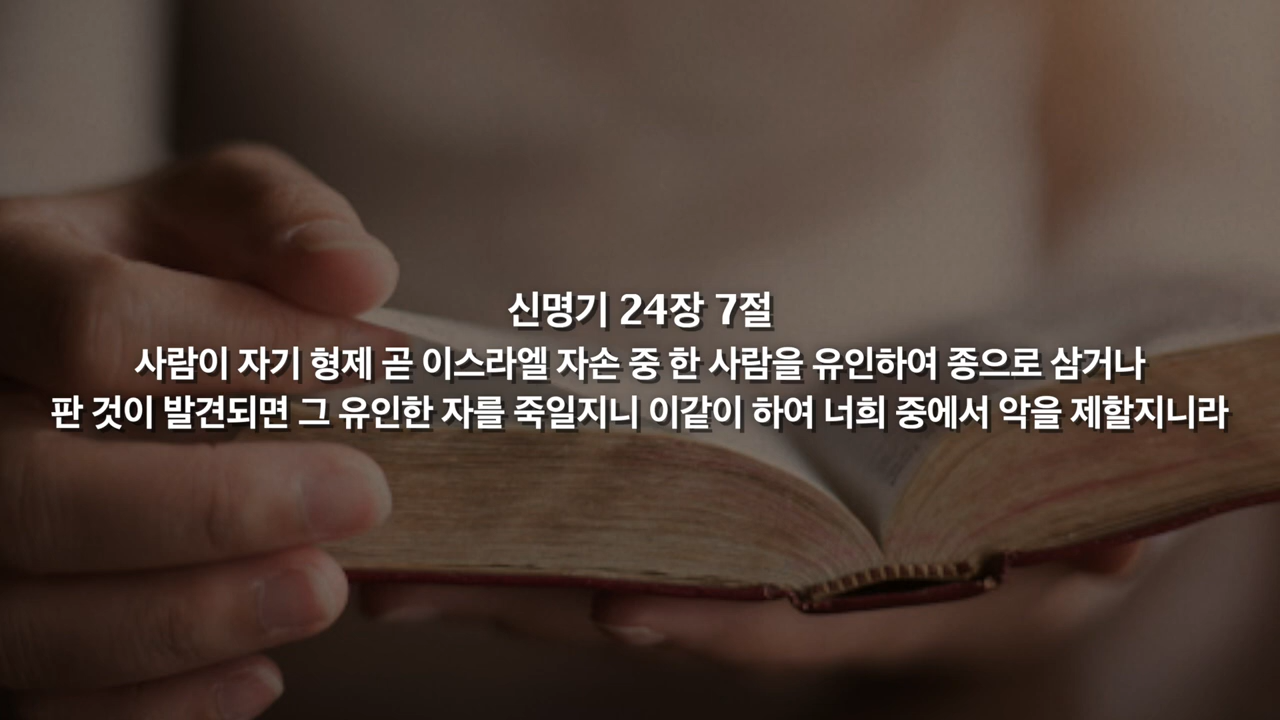 신명기 24장 7절
사람이 자기 형제 곧 이스라엘 자손 중 한 사람을 유인하여 종으로 삼거나
판 것이 발견되면 그 유인한 자를 죽일지니 이같이 하여 너희 중에서 악을 제할지니라